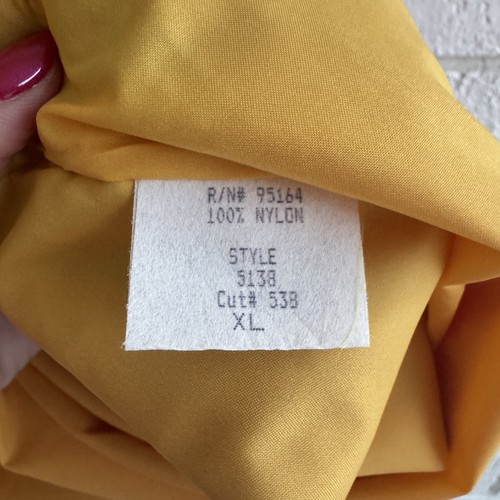 R/N# 95164
100% NYLON
STYLE
5138
Cut# 538
XL